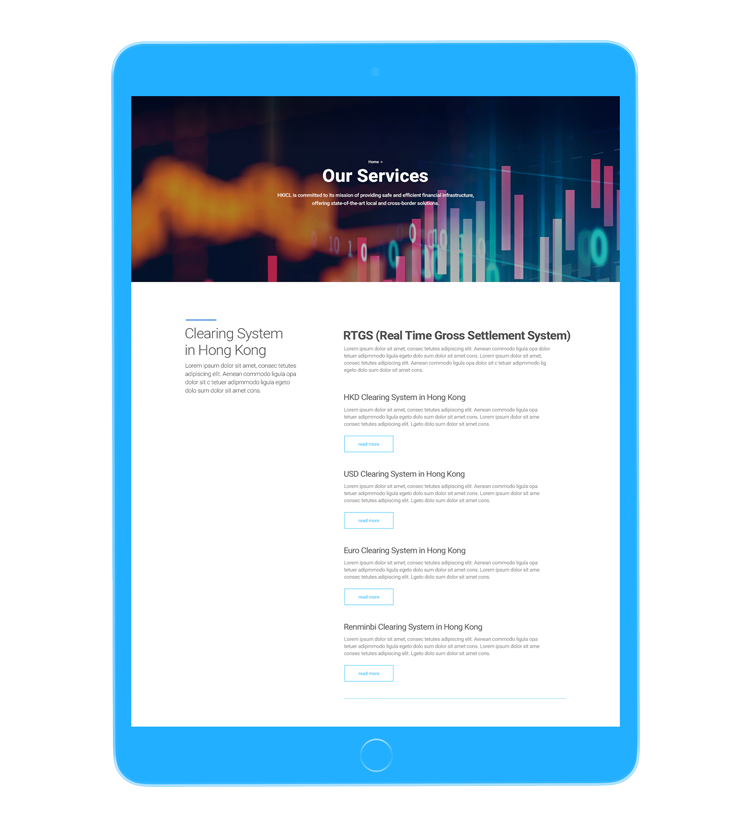 Home >
Our Services
HKICL is committed to its mission of providing safe and efficient financial infrastructure,
offering state-of-the-art local and cross-border solutions.
0 10 1 0
0 1 0 1 0
0
Clearing System
in Hong Kong
Lorem ipsum dolor sit amet, consec tetutes
adipiscing elit. Aenean commodo ligula opa
dolor sit c tetuer adipmmodo ligula egeto
dolo sum dolor sit amet cons.
RTGS (Real Time Gross Settlement System)
Lorem ipsum dolor sit amet, consec tetutes adipiscing elit. Aenean commodo ligula opa dolor
tetuer adipmmodo ligula egeto dolo sum dolor sit amet cons. Lorem ipsum dolor sit amet,
consec tetutes adipiscing elit. Aenean commodo ligula opa dolor sit c tetuer adipmmodo lig
egeto dolo sum dolor sit amet cons.
HKD Clearing System in Hong Kong
Lorem ipsum dolor sit amet, consec tetutes adipiscing elit. Aenean commodo ligula opa
tetuer adipmmodo ligula egeto dolo sum dolor sit amet cons. Lorem ipsum dolor sit ame
consec tetutes adipiscing elit. Lgeto dolo sum dolor sit amet cons.
read more
USD Clearing System in Hong Kong
Lorem ipsum dolor sit amet, consec tetutes adipiscing elit. Aenean commodo ligula opa
tetuer adipmmodo ligula egeto dolo sum dolor sit amet cons. Lorem ipsum dolor sit ame
consec tetutes adipiscing elit. Lgeto dolo sum dolor sit amet cons.
read more
Euro Clearing System in Hong Kong
Lorem ipsum dolor sit amet, consec tetutes adipiscing elit. Aenean commodo ligula opa
tetuer adipmmodo ligula egeto dolo sum dolor sit amet cons. Lorem ipsum dolor sit ame
consec tetutes adipiscing elit. Lgeto dolo sum dolor sit amet cons.
read more
Renminbi Clearing System in Hong Kong
Lorem ipsum dolor sit amet, consec tetutes adipiscing elit. Aenean commodo ligula opa
tetuer adipmmodo ligula egeto dolo sum dolor sit amet cons. Lorem ipsum dolor sit ame
consec tetutes adipiscing elit. Lgeto dolo sum dolor sit amet cons.
read more